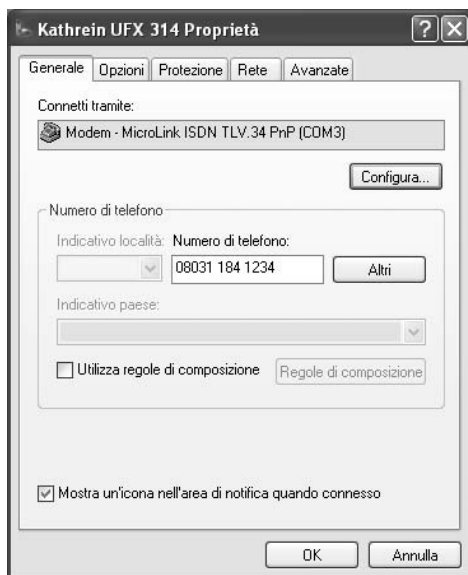 Kathrein UFX 314 Proprietà
Generale Opzioni Protezione Rete Avanzate
Connetti tramite:
Modem - MicroLink ISDN TLV.34 PnP (COM3)
Configura...
Numero di telefono
Indicativo località: Numero di telefono:
08031 184 1234 Altri
Indicativo paese:
Utilizza regole di composizione Regole di composizione
Mostra un'icona nell'area di notifica quando connesso
OK Annulla